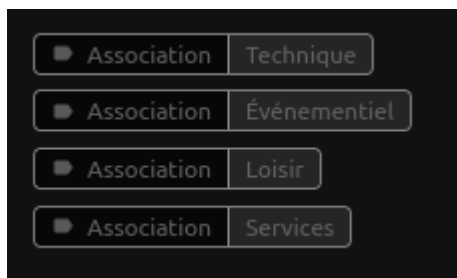 Association Technique
Association Événementiel
Association Loisir
Association Services